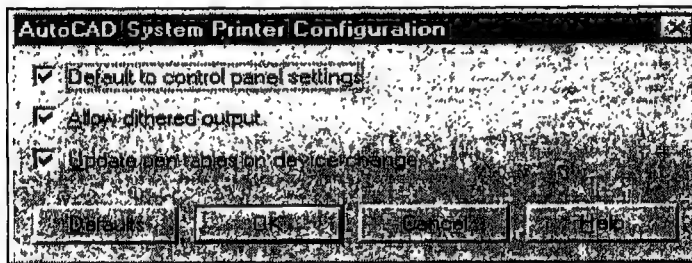 AutoCAD System Printer Configuration
Default to control panel settings
Allow dithered output
Update pen tables on device change
Defaults OK Cancel Help